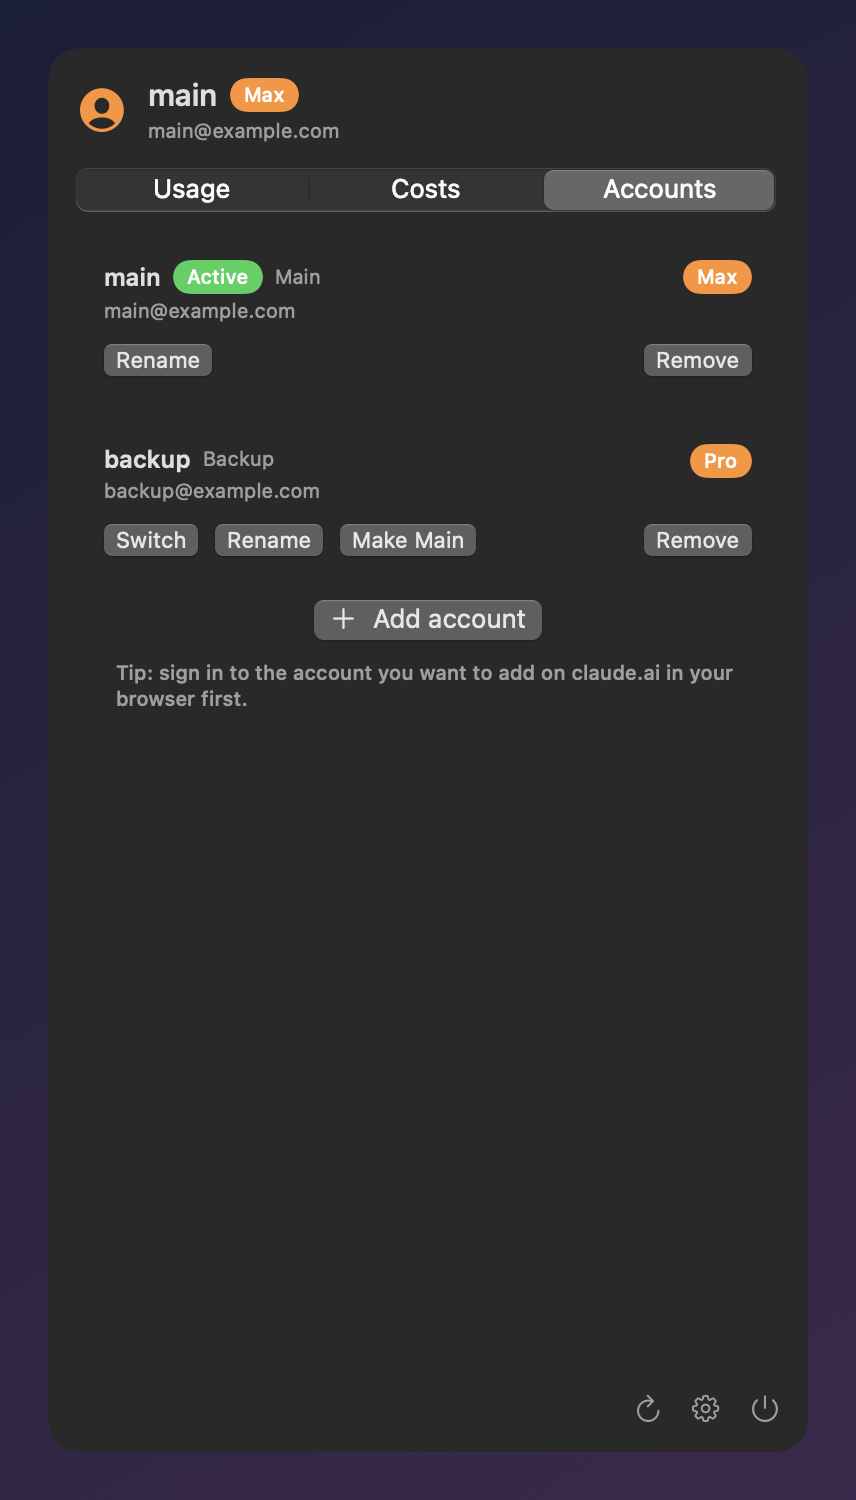 main Max
main@example.com
Usage Costs Accounts
main Active Main Max
main@example.com
Rename Remove
backup Backup Pro
backup@example.com
Switch Rename Make Main Remove
+ Add account
Tip: sign in to the account you want to add on claude.ai in your
browser first.